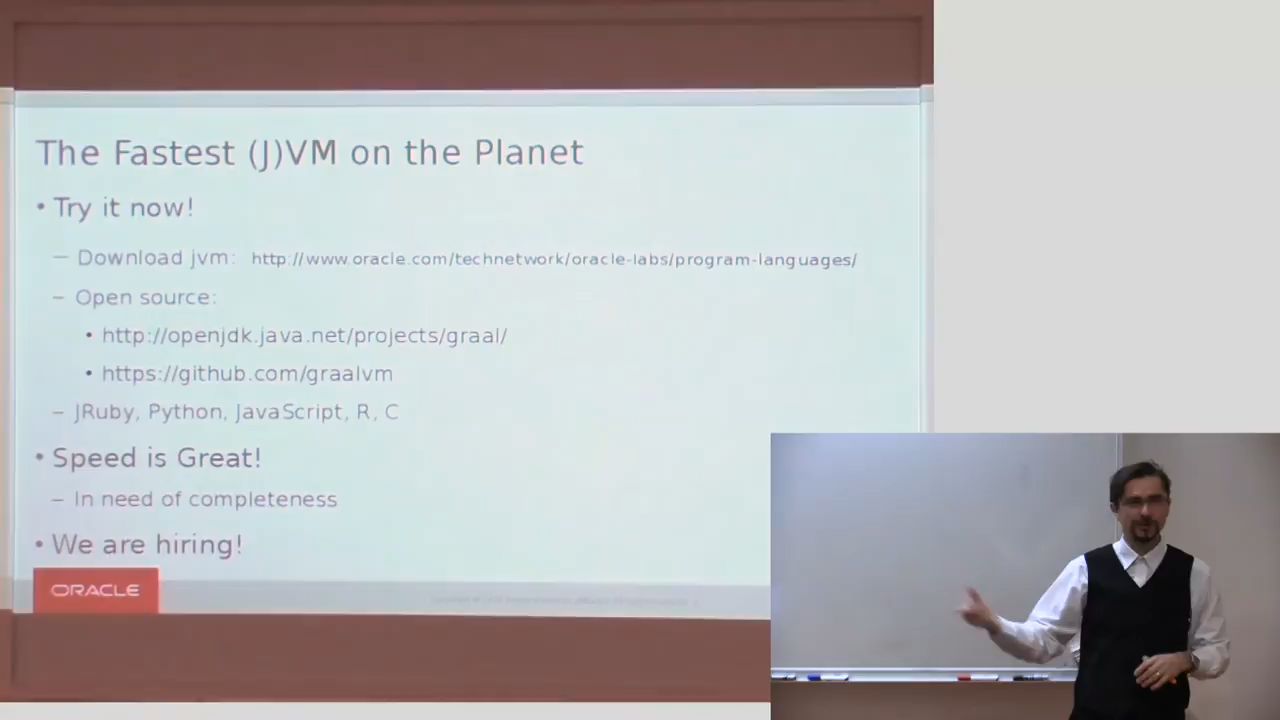 The Fastest (J)VM on the Planet
• Try it now!
– Download jvm: http://www.oracle.com/technetwork/oracle-labs/program-languages/
– Open source:
• http://openjdk.java.net/projects/graal/
• https://github.com/graalvm
– JRuby, Python, JavaScript, R, C
• Speed is Great!
– In need of completeness
• We are hiring!
ORACLE